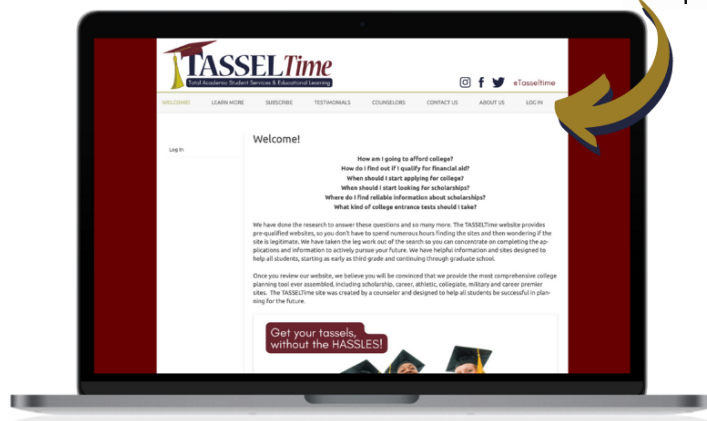 TASSELTime
Total Academic Student Services & Educational Learning
eTasseltime
WELCOME! LEARN MORE SUBSCRIBE TESTIMONIALS COUNSELORS CONTACT US ABOUT US LOG IN
Log In
Welcome!
How am I going to afford college?
How do I find out if I qualify for financial aid?
When should I start applying for college?
When should I start looking for scholarships?
Where do I find reliable information about scholarships?
What kind of college entrance tests should I take?
We have done the research to answer these questions and so many more. The TASSELTime website provides
pre-qualified websites, so you don't have to spend numerous hours finding the sites and then wondering if the
site is legitimate. We have taken the leg work out of the search so you can concentrate on completing the ap-
plications and information to actively pursue your future. We have helpful information and sites designed to
help all students, starting as early as third grade and continuing through graduate school.
Once you review our website, we believe you will be convinced that we provide the most comprehensive college
planning tool ever assembled, including scholarship, career, athletic, collegiate, military and career premier
sites. The TASSELTime site was created by a counselor and designed to help all students be successful in plan-
ning for the future.
Get your tassels,
without the HASSLES!